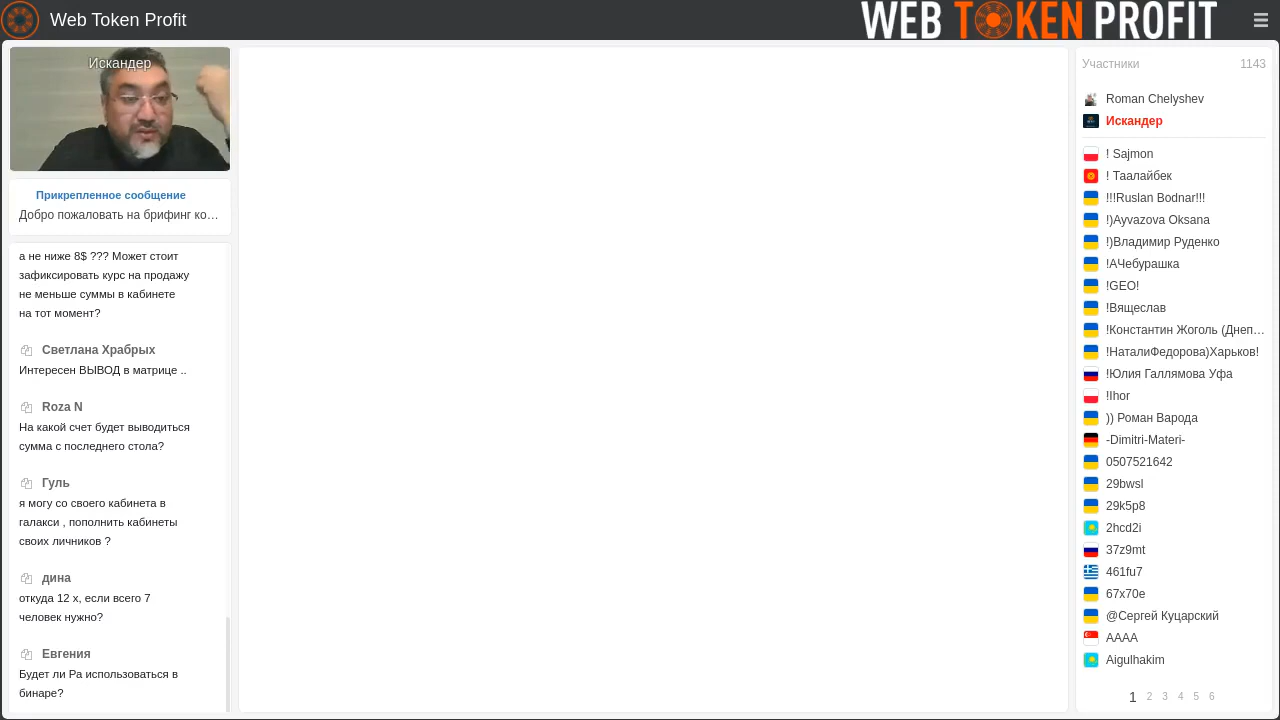 Web Token Profit
WEB TOKEN PROFIT
Искандер
Прикрепленное сообщение
Добро пожаловать на брифинг ко…
а не ниже 8$ ??? Может стоит
зафиксировать курс на продажу
не меньше суммы в кабинете
на тот момент?
Светлана Храбрых
Интересен ВЫВОД в матрице ..
Roza N
На какой счет будет выводиться
сумма с последнего стола?
Гуль
я могу со своего кабинета в
галакси , пополнить кабинеты
своих личников ?
дина
откуда 12 х, если всего 7
человек нужно?
Евгения
Будет ли Ра использоваться в
бинаре?
Участники 1143
Roman Chelyshev
Искандер
! Sajmon
! Таалайбек
!!!Ruslan Bodnar!!!
!)Ayvazova Oksana
!)Владимир Руденко
!АЧебурашка
!GEO!
!Вящеслав
!Константин Жоголь (Днеп…
!НаталиФедорова)Харьков!
!Юлия Галлямова Уфа
!Ihor
)) Роман Варода
-Dimitri-Materi-
0507521642
29bwsl
29k5p8
2hcd2i
37z9mt
461fu7
67x70e
@Сергей Куцарский
AAAA
Aigulhakim
1 2 3 4 5 6